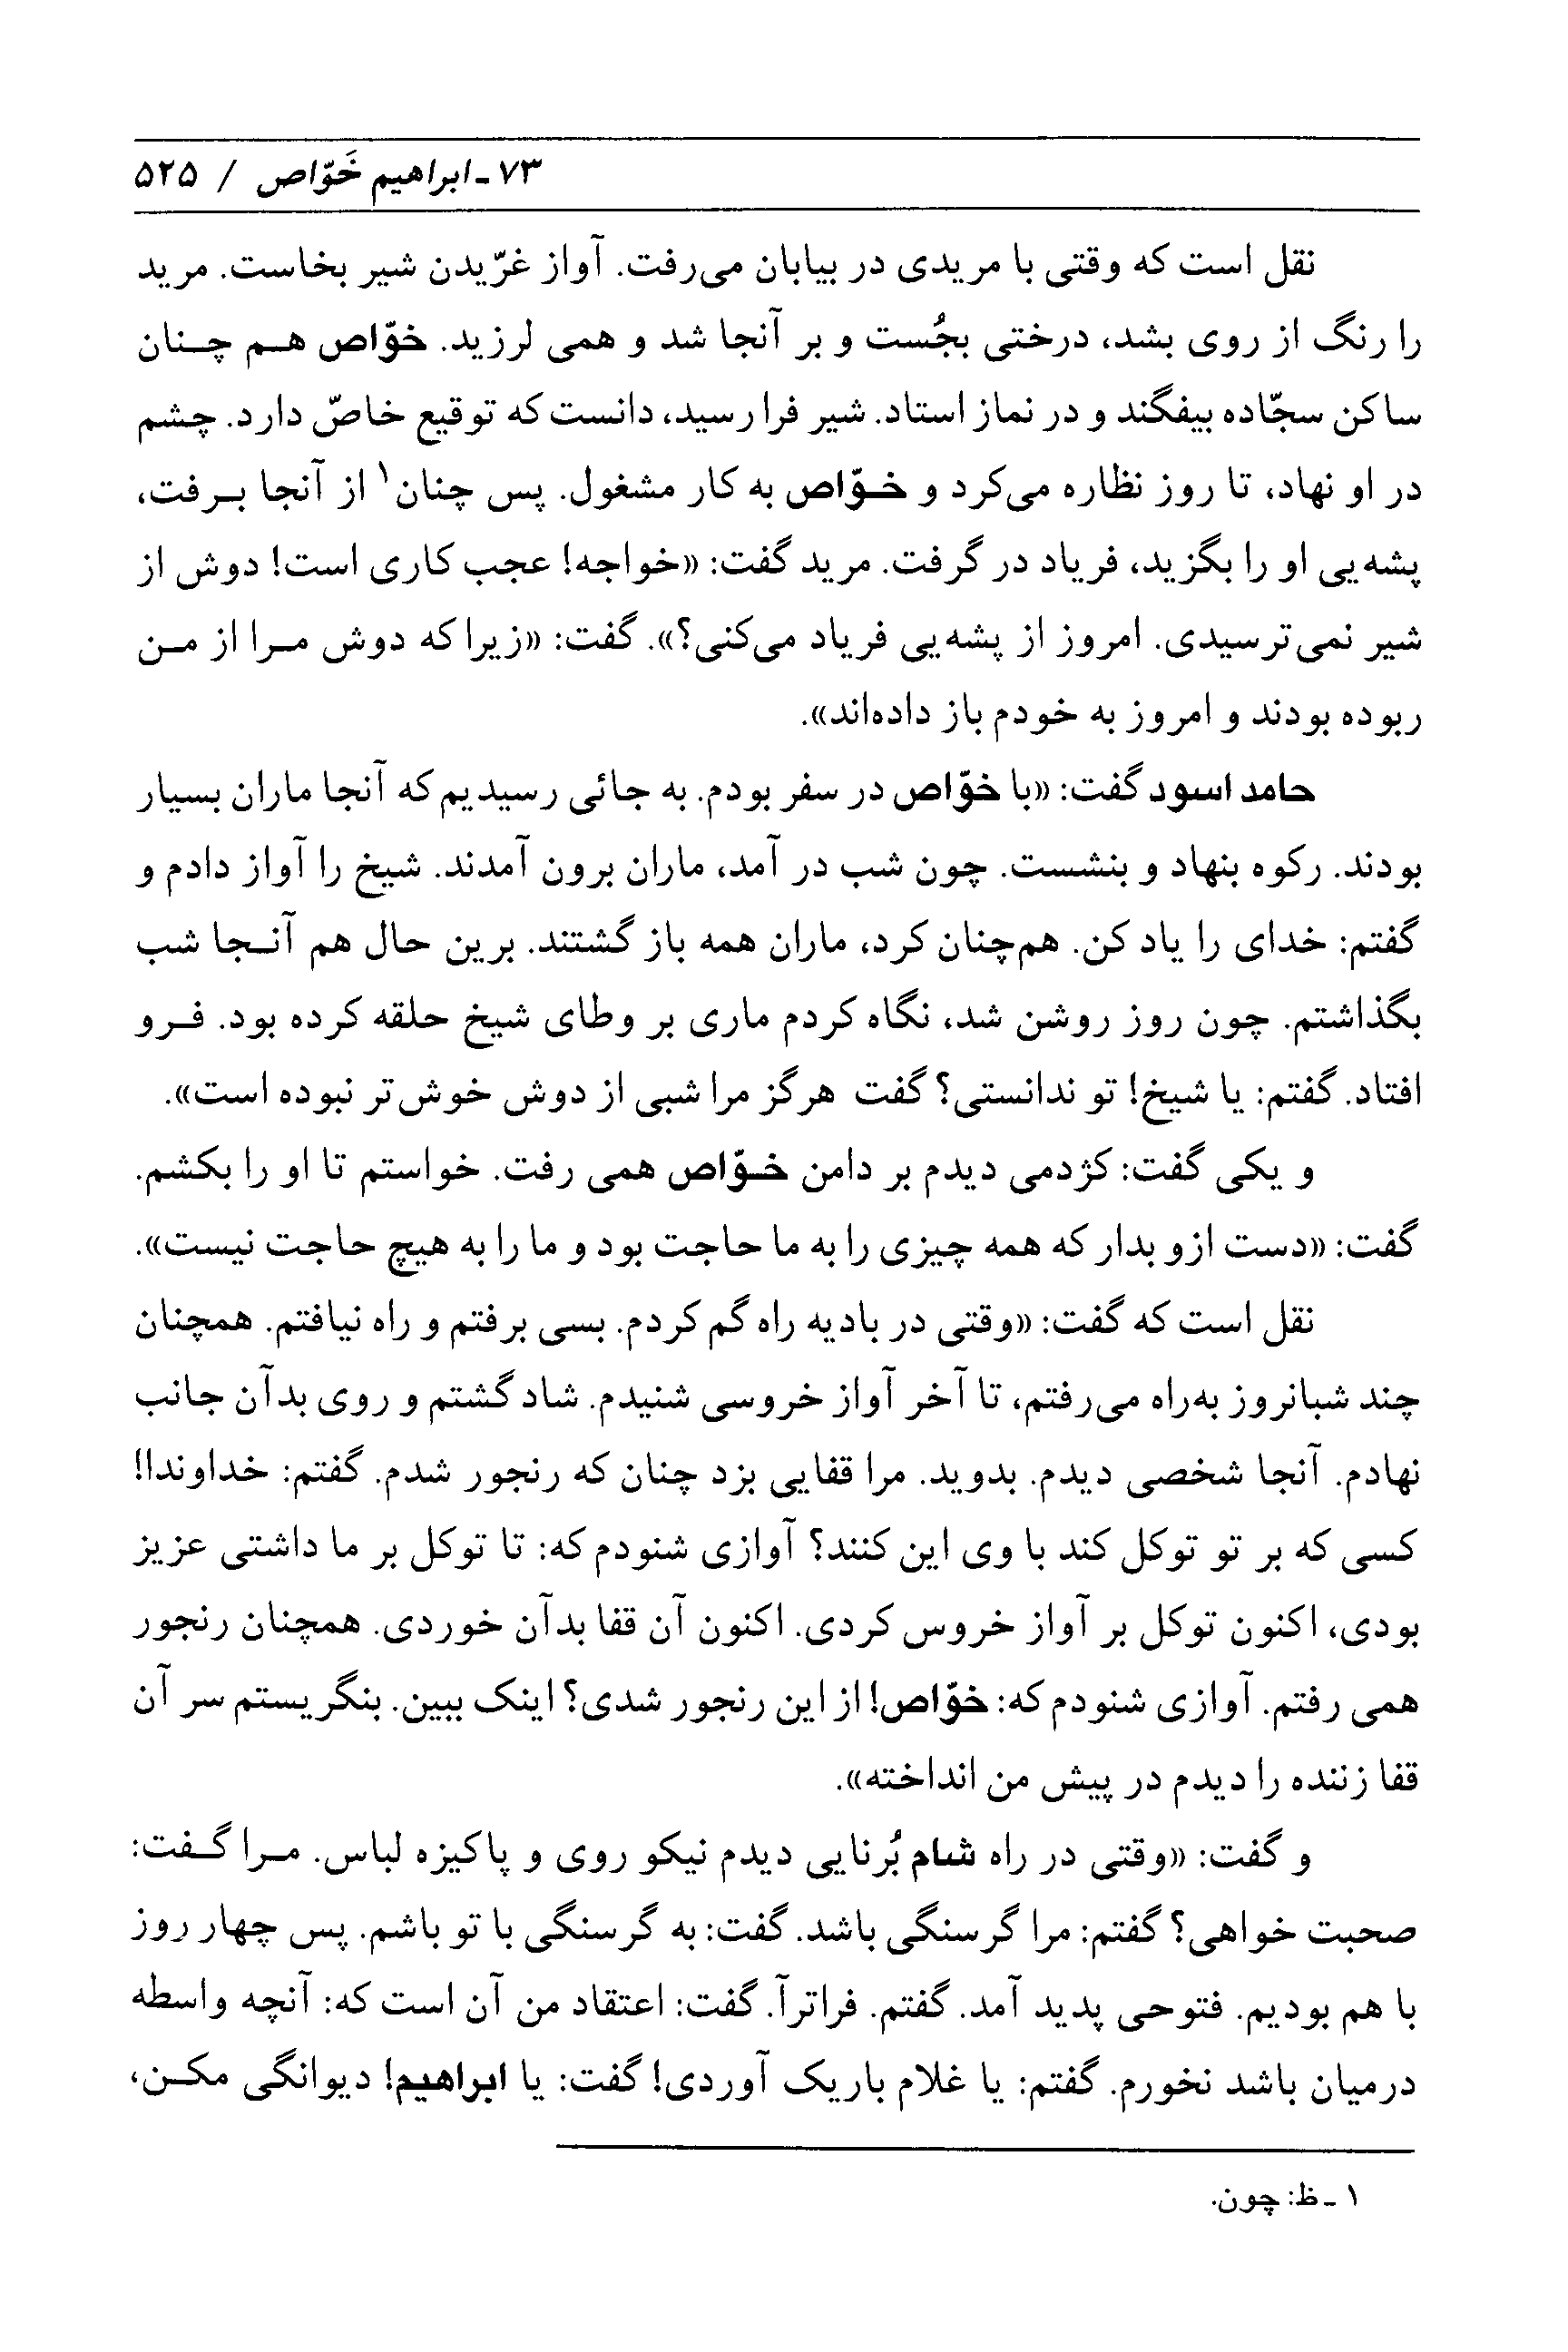 ۷۳ـ ابراهیم خَوّاص / ۵۲۵
نقل است که وقتی با مریدی در بیابان می‌رفت. آواز غرّیدن شیر بخاست. مرید
را رنگ از روی بشد، درختی بجُست و بر آنجا شد و همی لرزید. خوّاص هم چنان
ساکن سجّاده بیفگند و در نماز استاد. شیر فرا رسید، دانست که توقیع خاصّ دارد. چشم
در او نهاد، تا روز نظاره می‌کرد و خوّاص به کار مشغول. پس چنان۱ از آنجا برفت،
پشه‌یی او را بگزید، فریاد در گرفت. مرید گفت: «خواجه! عجب کاری است! دوش از
شیر نمی‌ترسیدی. امروز از پشه‌یی فریاد می‌کنی؟». گفت: «زیرا که دوش مرا از من
ربوده بودند و امروز به خودم باز داده‌اند».
حامد اسود گفت: «با خوّاص در سفر بودم. به جائی رسیدیم که آنجا ماران بسیار
بودند. رکوه بنهاد و بنشست. چون شب در آمد، ماران برون آمدند. شیخ را آواز دادم و
گفتم: خدای را یاد کن. هم‌چنان کرد، ماران همه باز گشتند. برین حال هم آنجا شب
بگذاشتم. چون روز روشن شد، نگاه کردم ماری بر وطای شیخ حلقه کرده بود. فرو
افتاد. گفتم: یا شیخ! تو ندانستی؟ گفت هرگز مرا شبی از دوش خوش‌تر نبوده است».
و یکی گفت: کژدمی دیدم بر دامن خوّاص همی رفت. خواستم تا او را بکشم.
گفت: «دست ازو بدار که همه چیزی را به ما حاجت بود و ما را به هیچ حاجت نیست».
نقل است که گفت: «وقتی در بادیه راه گم کردم. بسی برفتم و راه نیافتم. همچنان
چند شبانروز به‌راه می‌رفتم، تا آخر آواز خروسی شنیدم. شاد گشتم و روی بدآن جانب
نهادم. آنجا شخصی دیدم. بدوید. مرا قفایی بزد چنان که رنجور شدم. گفتم: خداوندا!
کسی که بر تو توکل کند با وی این کنند؟ آوازی شنودم که: تا توکل بر ما داشتی عزیز
بودی، اکنون توکل بر آواز خروس کردی. اکنون آن قفا بدآن خوردی. همچنان رنجور
همی رفتم. آوازی شنودم که: خوّاص! از این رنجور شدی؟ اینک ببین. بنگریستم سر آن
قفا زننده را دیدم در پیش من انداخته».
و گفت: «وقتی در راه شام بُرنایی دیدم نیکو روی و پاکیزه لباس. مرا گفت:
صحبت خواهی؟ گفتم: مرا گرسنگی باشد. گفت: به گرسنگی با تو باشم. پس چهار روز
با هم بودیم. فتوحی پدید آمد. گفتم. فراترآ. گفت: اعتقاد من آن است که: آنچه واسطه
درمیان باشد نخورم. گفتم: یا غلام باریک آوردی! گفت: یا ابراهیم! دیوانگی مکن،
۱ ـ ظ: چون.